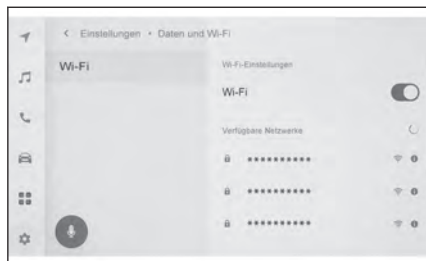 < Einstellungen • Daten und Wi-Fi
Wi-Fi
Wi-Fi-Einstellungen
Wi-Fi
Verfügbare Netzwerke
••••••••••
••••••••••
••••••••••